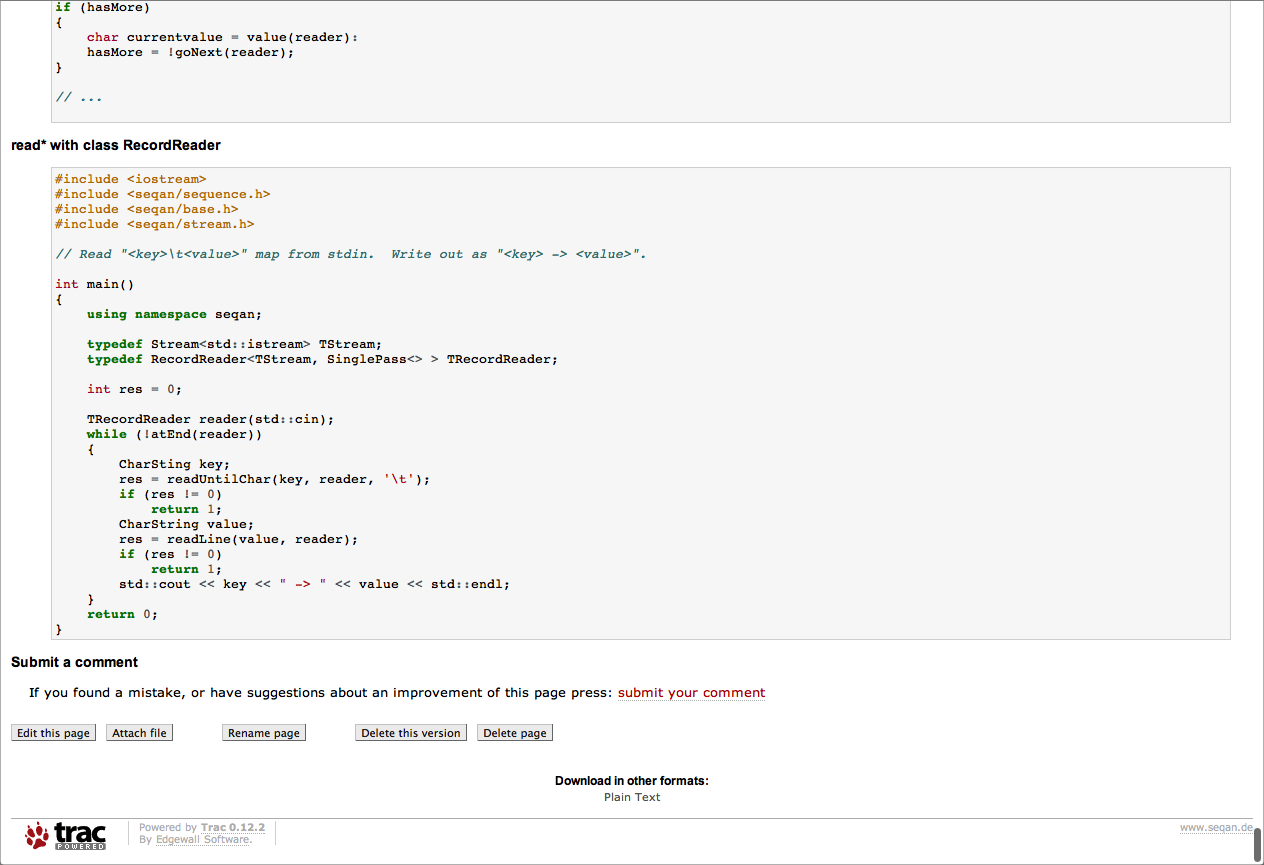 if (hasMore)
{
    char currentvalue = value(reader):
    hasMore = !goNext(reader);
}
// ...
read* with class RecordReader
#include <iostream>
#include <seqan/sequence.h>
#include <seqan/base.h>
#include <seqan/stream.h>
// Read "<key>\t<value>" map from stdin.  Write out as "<key> -> <value>".
int main()
{
    using namespace seqan;
    typedef Stream<std::istream> TStream;
    typedef RecordReader<TStream, SinglePass<> > TRecordReader;
    int res = 0;
    TRecordReader reader(std::cin);
    while (!atEnd(reader))
    {
        CharSting key;
        res = readUntilChar(key, reader, '\t');
        if (res != 0)
            return 1;
        CharString value;
        res = readLine(value, reader);
        if (res != 0)
            return 1;
        std::cout << key << " -> " << value << std::endl;
    }
    return 0;
}
Submit a comment
If you found a mistake, or have suggestions about an improvement of this page press: submit your comment
Edit this page Attach file Rename page Delete this version Delete page
Download in other formats:
Plain Text
trac POWERED
Powered by Trac 0.12.2
By Edgewall Software.
www.seqan.de